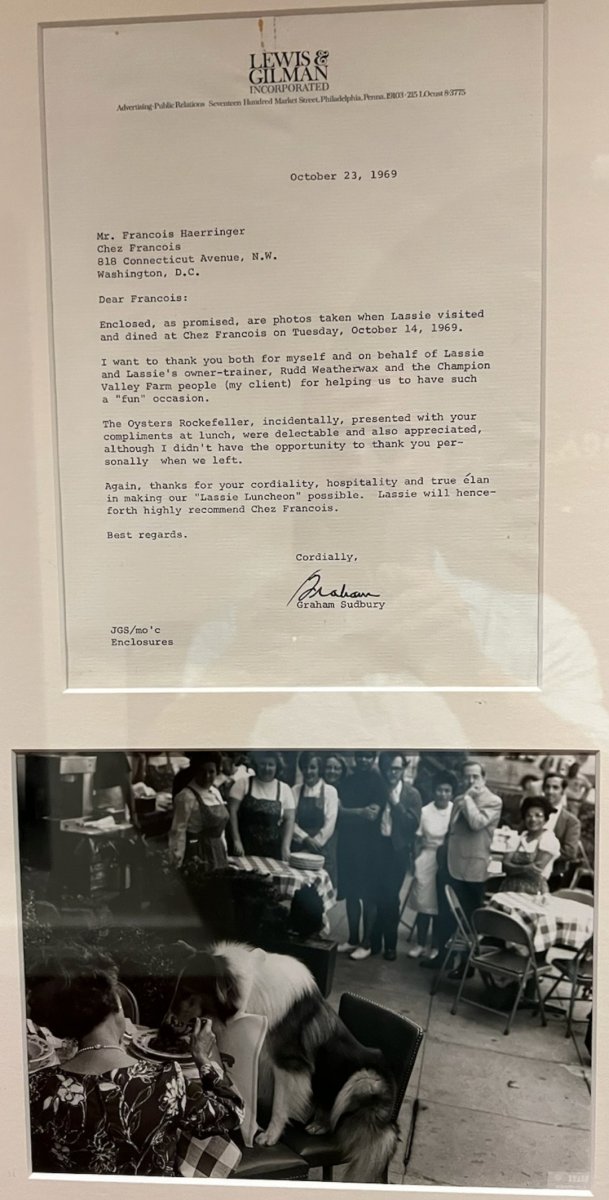 LEWIS &
GILMAN
INCORPORATED
Advertising-Public Relations Seventeen Hundred Market Street, Philadelphia, Penna. 19103 · 215 LOcust 8-3775
October 23, 1969
Mr. Francois Haerringer
Chez Francois
818 Connecticut Avenue, N.W.
Washington, D.C.
Dear Francois:
Enclosed, as promised, are photos taken when Lassie visited
and dined at Chez Francois on Tuesday, October 14, 1969.
I want to thank you both for myself and on behalf of Lassie
and Lassie's owner-trainer, Rudd Weatherwax and the Champion
Valley Farm people (my client) for helping us to have such
a "fun" occasion.
The Oysters Rockefeller, incidentally, presented with your
compliments at lunch, were delectable and also appreciated,
although I didn't have the opportunity to thank you per-
sonally when we left.
Again, thanks for your cordiality, hospitality and true élan
in making our "Lassie Luncheon" possible. Lassie will hence-
forth highly recommend Chez Francois.
Best regards.
Cordially,
Graham
Graham Sudbury
JGS/mo'c
Enclosures